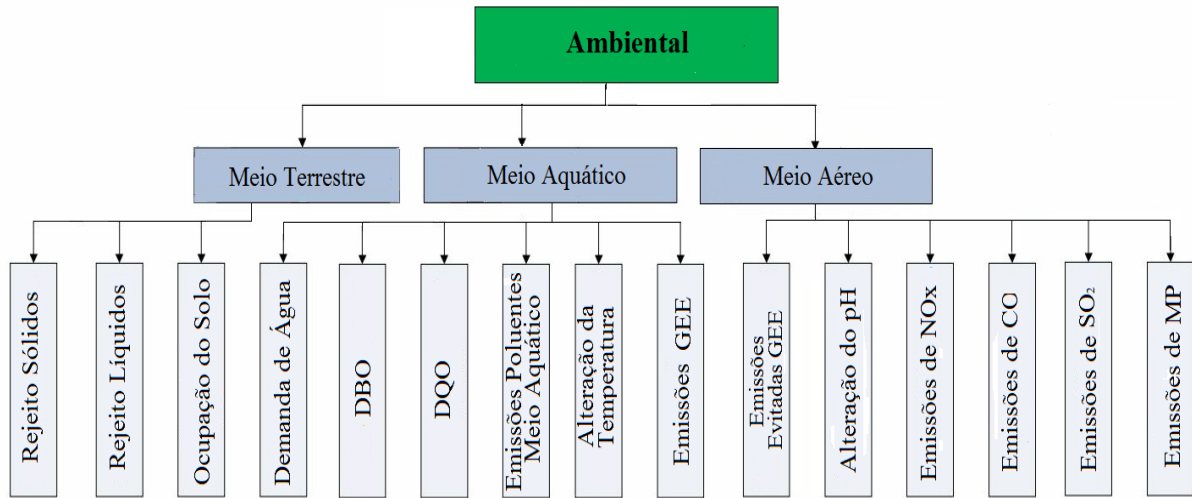 Ambiental
Meio Terrestre
Meio Aquático
Meio Aéreo
Rejeito Sólidos
Rejeito Líquidos
Ocupação do Solo
Demanda de Água
DBO
DQO
Emissões Poluentes
Meio Aquático
Alteração da
Temperatura
Emissões GEE
Emissões
Evitadas GEE
Alteração do pH
Emissões de NOx
Emissões de CO
Emissões de SO₂
Emissões de MP